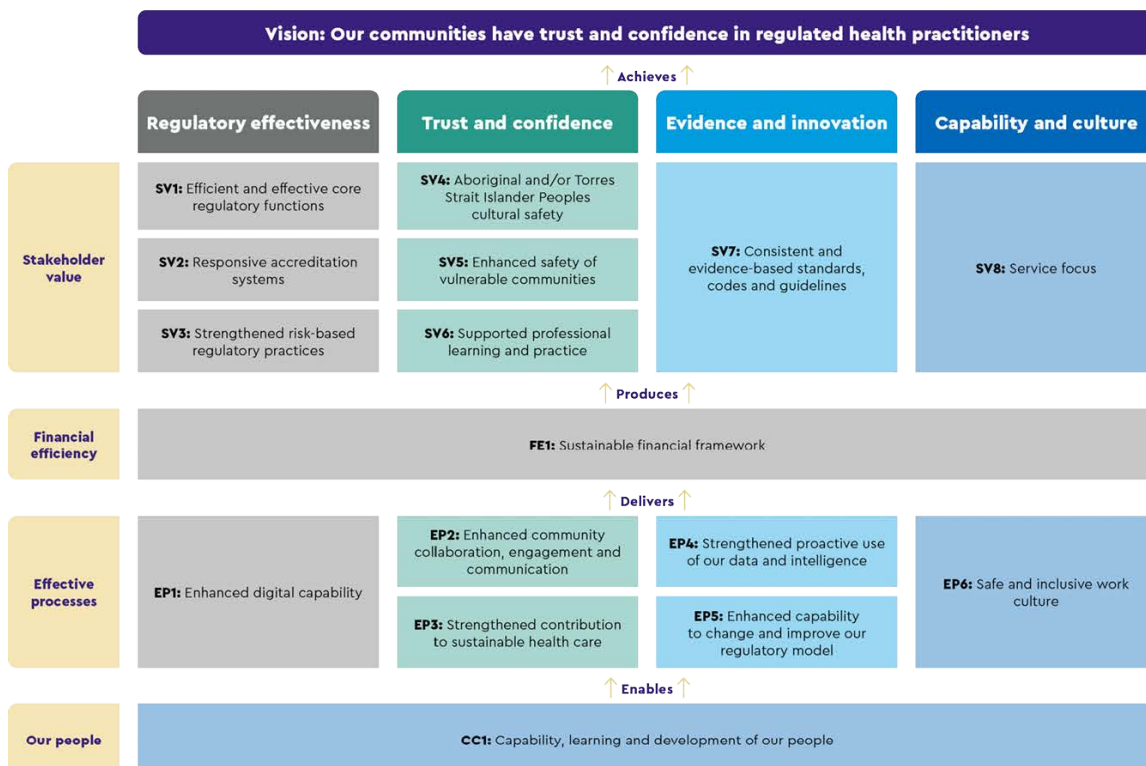 Vision: Our communities have trust and confidence in regulated health practitioners
↑ Achieves ↑
Regulatory effectiveness
Trust and confidence
Evidence and innovation
Capability and culture
Stakeholder
value
SV1: Efficient and effective core
regulatory functions
SV2: Responsive accreditation
systems
SV3: Strengthened risk-based
regulatory practices
SV4: Aboriginal and/or Torres
Strait Islander Peoples
cultural safety
SV5: Enhanced safety of
vulnerable communities
SV6: Supported professional
learning and practice
SV7: Consistent and
evidence-based standards,
codes and guidelines
SV8: Service focus
↑ Produces ↑
Financial
efficiency
FE1: Sustainable financial framework
↑ Delivers ↑
Effective
processes
EP1: Enhanced digital capability
EP2: Enhanced community
collaboration, engagement and
communication
EP3: Strengthened contribution
to sustainable health care
EP4: Strengthened proactive use
of our data and intelligence
EP5: Enhanced capability
to change and improve our
regulatory model
EP6: Safe and inclusive work
culture
↑ Enables ↑
Our people
CC1: Capability, learning and development of our people